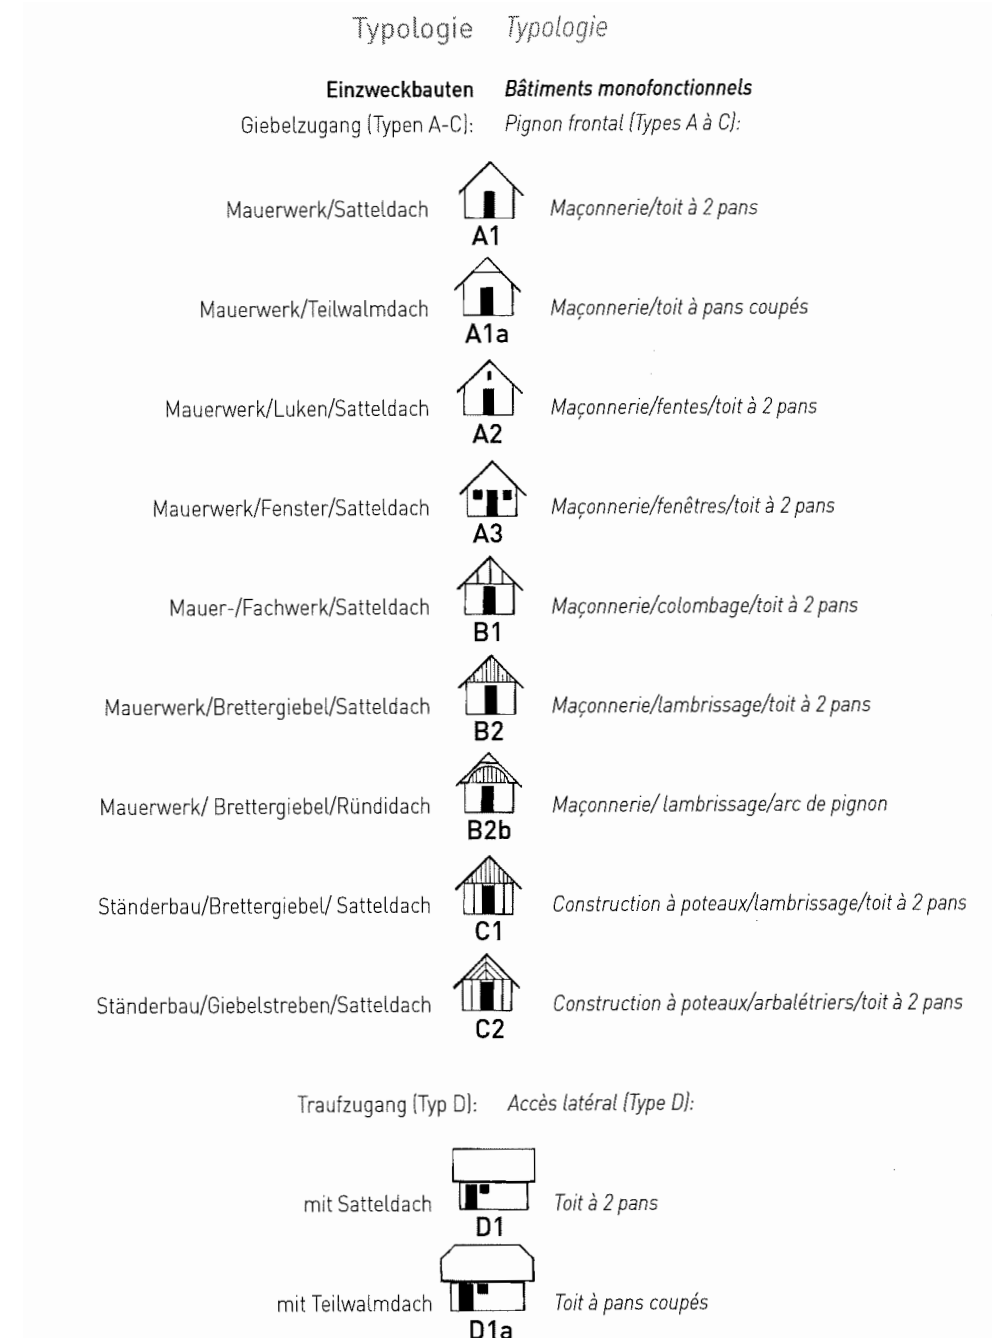 Typologie Typologie
Einzweckbauten Bâtiments monofonctionnels
Giebelzugang (Typen A-C): Pignon frontal (Types A à C):
Mauerwerk/Satteldach Maçonnerie/toit à 2 pans
A1
Mauerwerk/Teilwalmdach Maçonnerie/toit à pans coupés
A1a
Mauerwerk/Luken/Satteldach Maçonnerie/fentes/toit à 2 pans
A2
Mauerwerk/Fenster/Satteldach Maçonnerie/fenêtres/toit à 2 pans
A3
Mauer-/Fachwerk/Satteldach Maçonnerie/colombage/toit à 2 pans
B1
Mauerwerk/Brettergiebel/Satteldach Maçonnerie/lambrissage/toit à 2 pans
B2
Mauerwerk/ Brettergiebel/Ründidach Maçonnerie/ lambrissage/arc de pignon
B2b
Ständerbau/Brettergiebel/ Satteldach Construction à poteaux/lambrissage/toit à 2 pans
C1
Ständerbau/Giebelstreben/Satteldach Construction à poteaux/arbalétriers/toit à 2 pans
C2
Traufzugang (Typ D): Accès latéral (Type D):
mit Satteldach Toit à 2 pans
D1
mit Teilwalmdach Toit à pans coupés
D1a